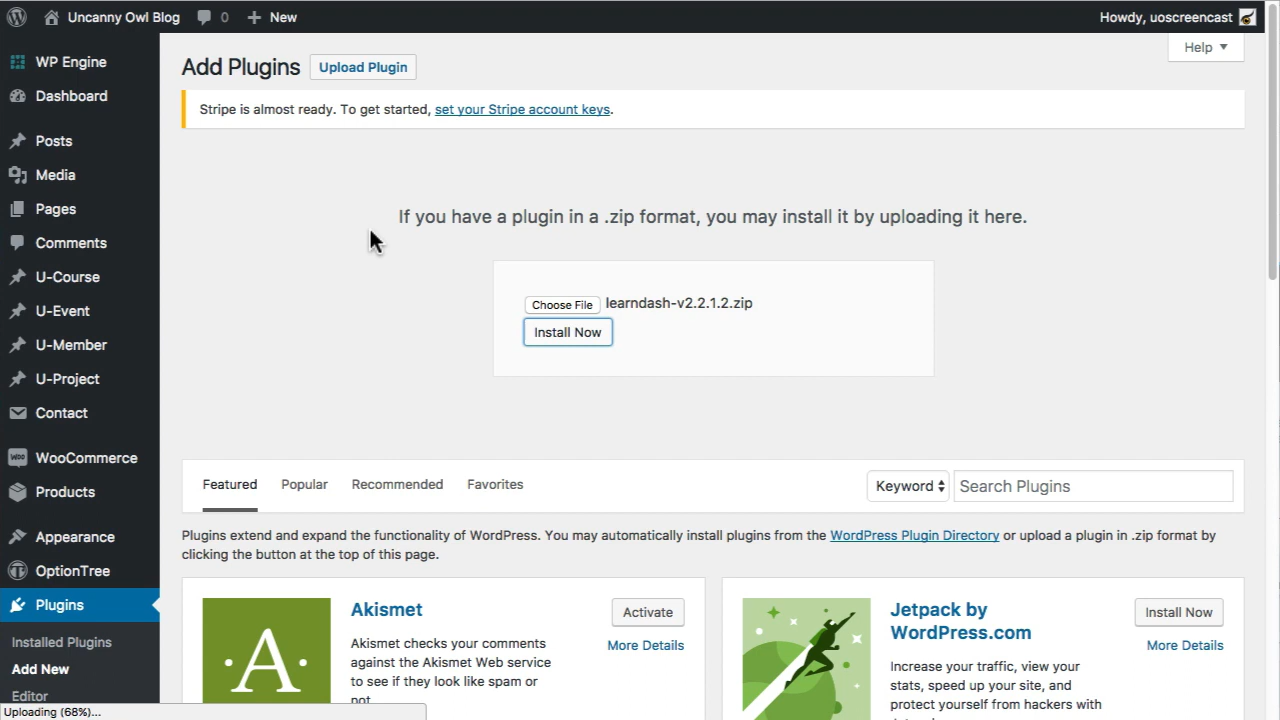 Uncanny Owl Blog 0 New Howdy, uoscreencast
WP Engine
Dashboard
Posts
Media
Pages
Comments
U-Course
U-Event
U-Member
U-Project
Contact
WooCommerce
Products
Appearance
OptionTree
Plugins
Installed Plugins
Add New
Editor
Uploading (68%)...
Help
Add Plugins Upload Plugin
Stripe is almost ready. To get started, set your Stripe account keys.
If you have a plugin in a .zip format, you may install it by uploading it here.
Choose File learndash-v2.2.1.2.zip
Install Now
Featured Popular Recommended Favorites Keyword Search Plugins
Plugins extend and expand the functionality of WordPress. You may automatically install plugins from the WordPress Plugin Directory or upload a plugin in .zip format by
clicking the button at the top of this page.
A
Akismet
Activate
More Details
Akismet checks your comments
against the Akismet Web service
to see if they look like spam or
not.
Jetpack by
WordPress.com
Install Now
More Details
Increase your traffic, view your
stats, speed up your site, and
protect yourself from hackers with